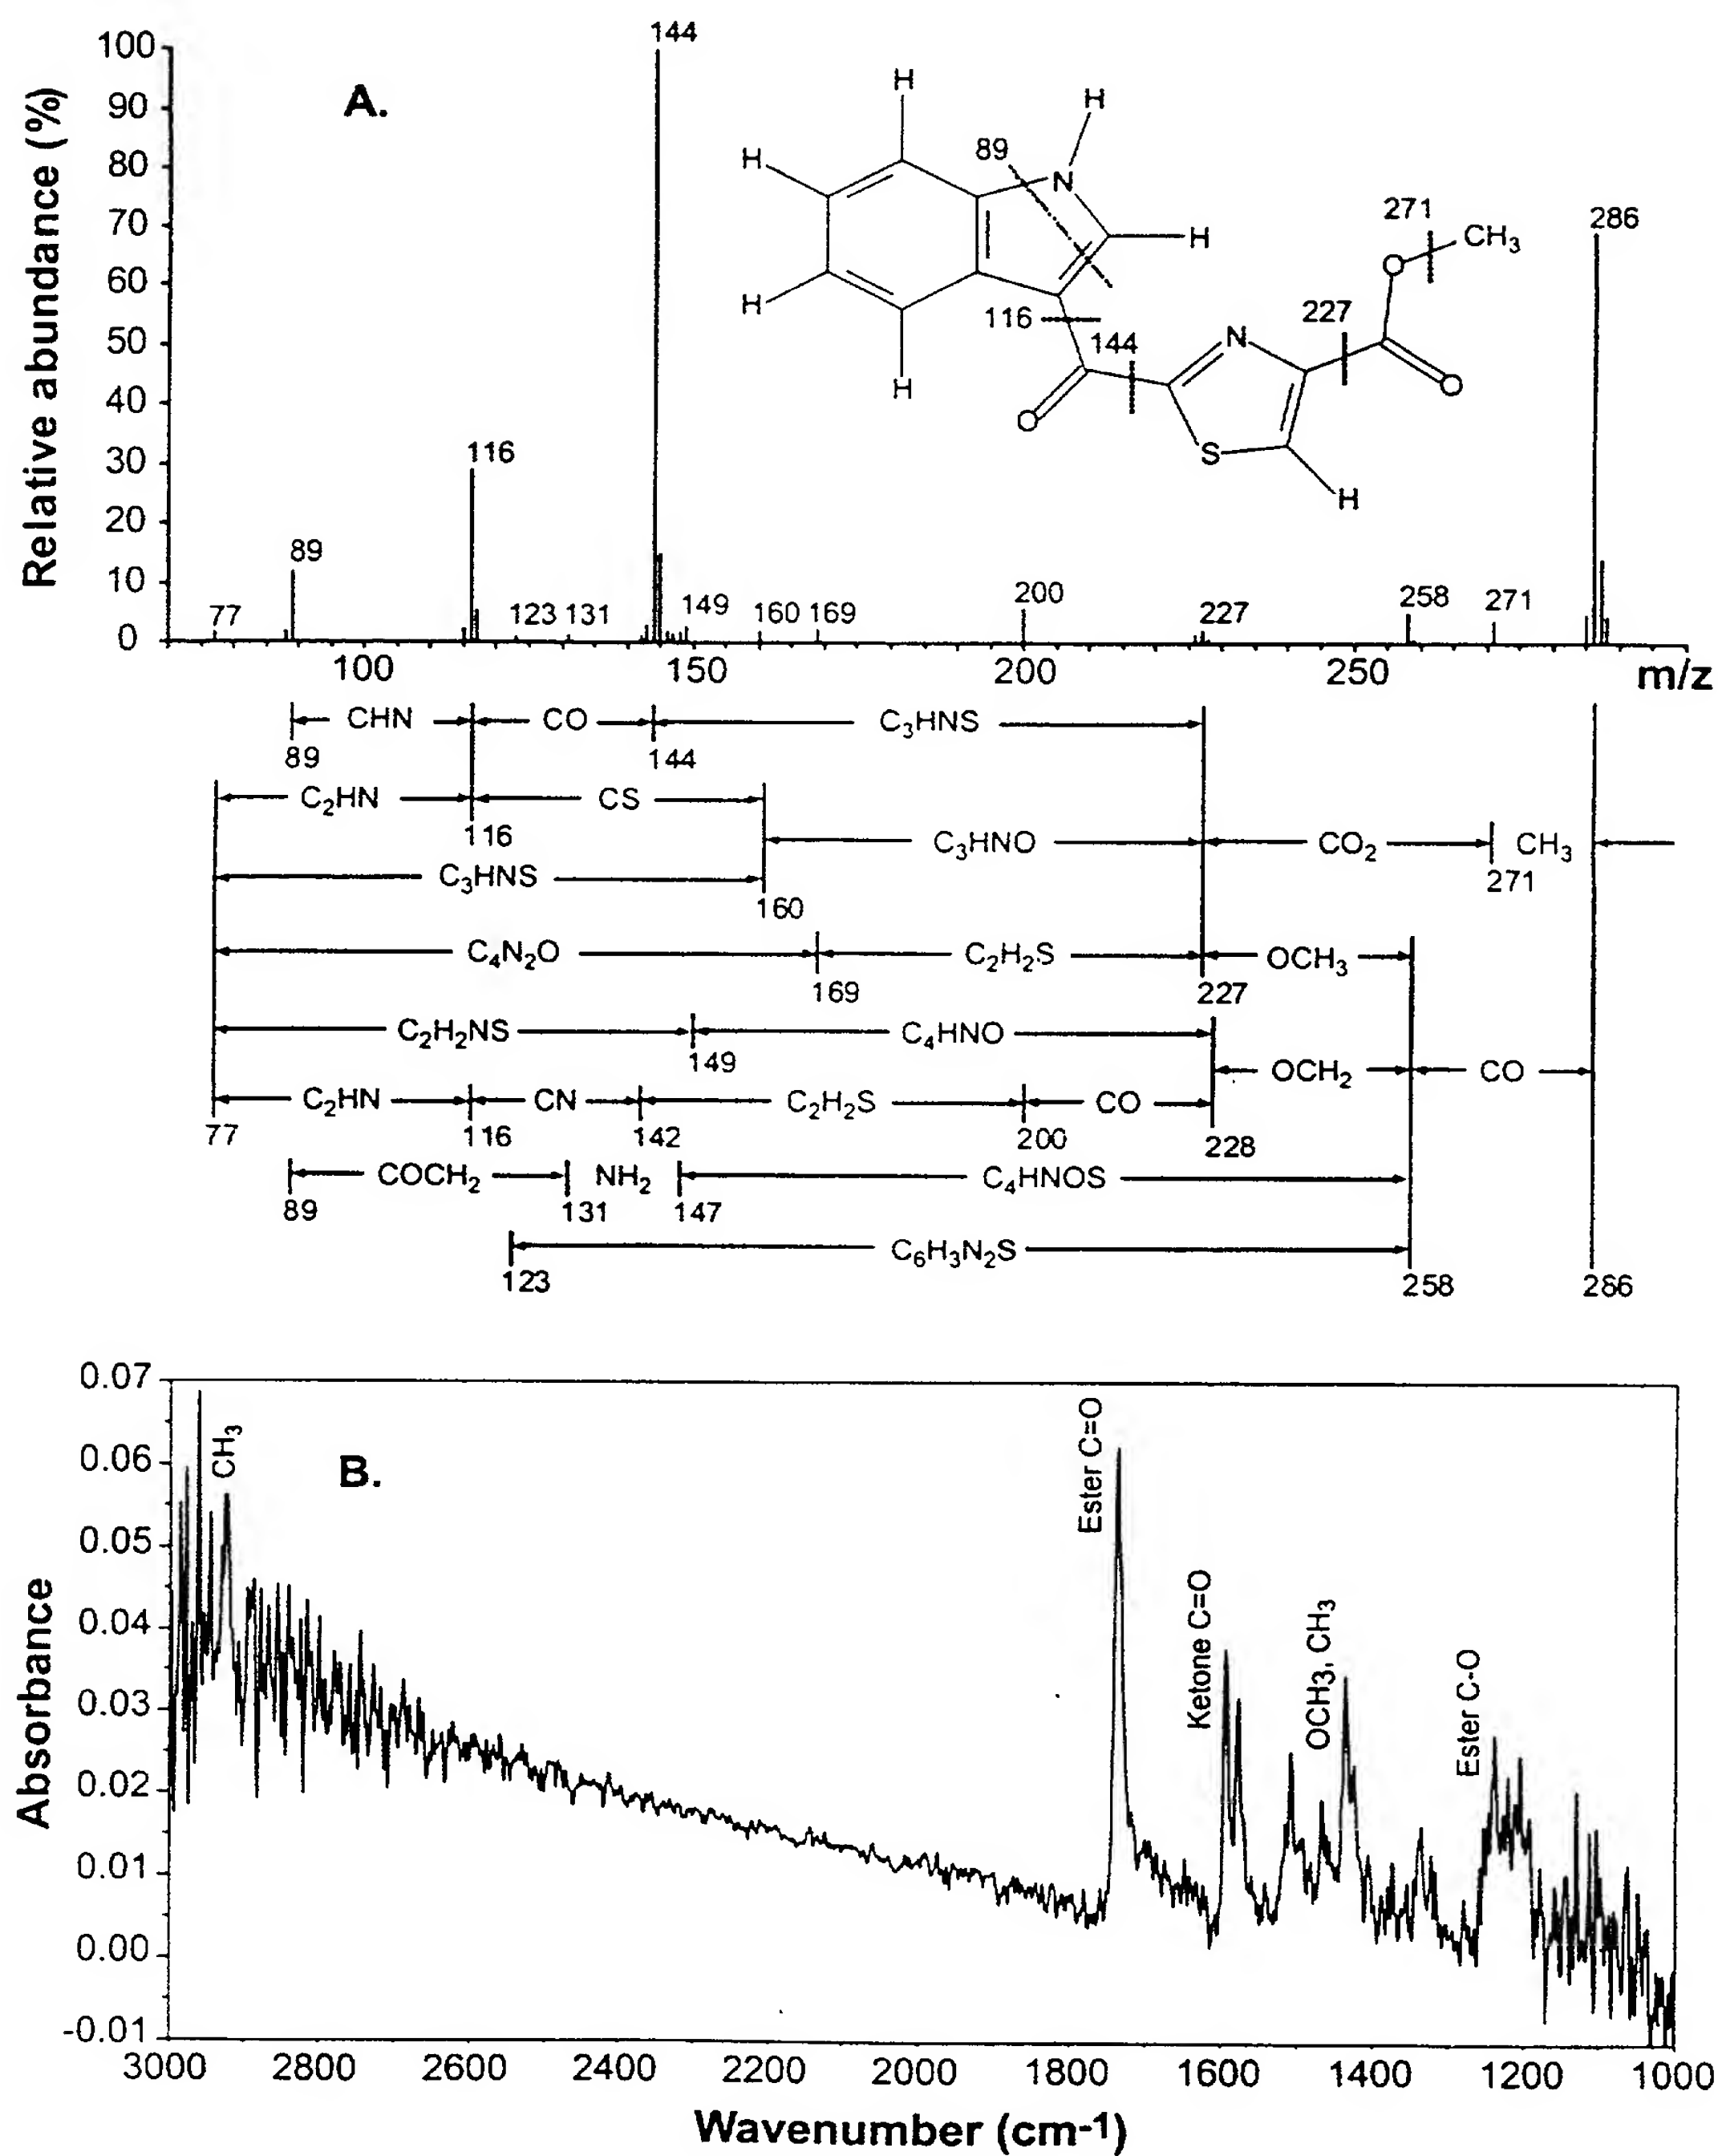 A.
Relative abundance (%)
100
90
80
70
60
50
40
30
20
10
0
144
286
116
89
77
123
131
149
160
169
200
227
258
271
100
150
200
250
m/z
H
H
H
H
H
N
H
89
116
144
O
N
S
H
227
O
O
271
CH3
CHN
CO
C3HNS
89
144
C2HN
CS
116
C3HNO
CO2
CH3
C3HNS
271
160
C4N2O
C2H2S
OCH3
169
227
C2H2NS
C4HNO
149
OCH2
CO
C2HN
CN
C2H2S
CO
77
116
142
200
228
COCH2
NH2
C4HNOS
89
131
147
C6H3N2S
123
258
286
B.
Absorbance
0.07
0.06
0.05
0.04
0.03
0.02
0.01
0.00
-0.01
CH3
Ester C=O
Ketone C=O
OCH3, CH3
Ester C-O
3000
2800
2600
2400
2200
2000
1800
1600
1400
1200
1000
Wavenumber (cm-1)